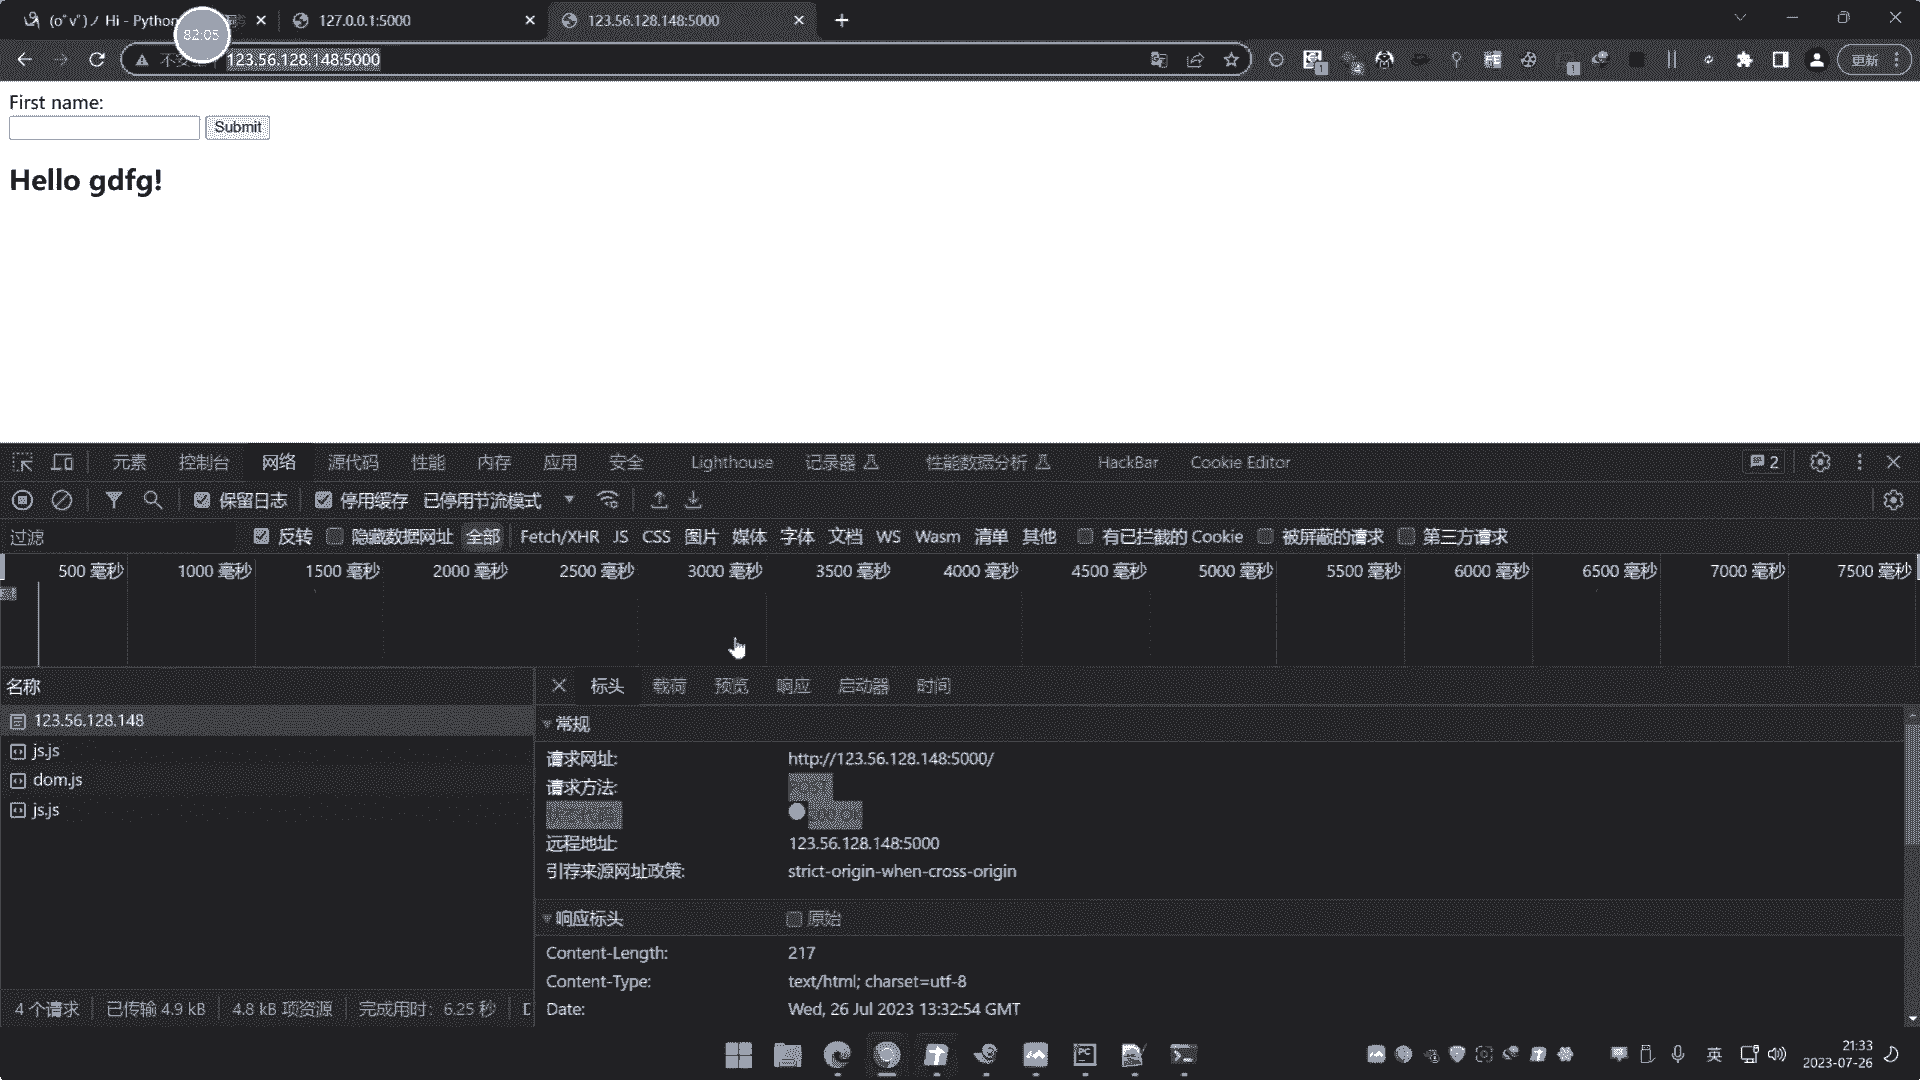 (oˇvˇ)ノ Hi - Python
82:05
127.0.0.1:5000
123.56.128.148:5000
123.56.128.148:5000
更新
First name:
Submit
Hello gdfg!
元素 控制台 网络 源代码 性能 内存 应用 安全 Lighthouse 记录器 性能数据分析 HackBar Cookie Editor 2
保留日志 停用缓存 已停用节流模式
过滤 反转 隐藏数据网址 全部 Fetch/XHR JS CSS 图片 媒体 字体 文档 WS Wasm 清单 其他 有已拦截的 Cookie 被屏蔽的请求 第三方请求
500 毫秒 1000 毫秒 1500 毫秒 2000 毫秒 2500 毫秒 3000 毫秒 3500 毫秒 4000 毫秒 4500 毫秒 5000 毫秒 5500 毫秒 6000 毫秒 6500 毫秒 7000 毫秒 7500 毫秒
名称
123.56.128.148
js.js
dom.js
js.js
4 个请求 已传输 4.9 kB 4.8 kB 项资源 完成用时: 6.25 秒
标头 载荷 预览 响应 启动器 时间
常规
请求网址: http://123.56.128.148:5000/
请求方法:
远程地址: 123.56.128.148:5000
引荐来源网址政策: strict-origin-when-cross-origin
响应标头 原始
Content-Length: 217
Content-Type: text/html; charset=utf-8
Date: Wed, 26 Jul 2023 13:32:54 GMT
英
21:33
2023-07-26